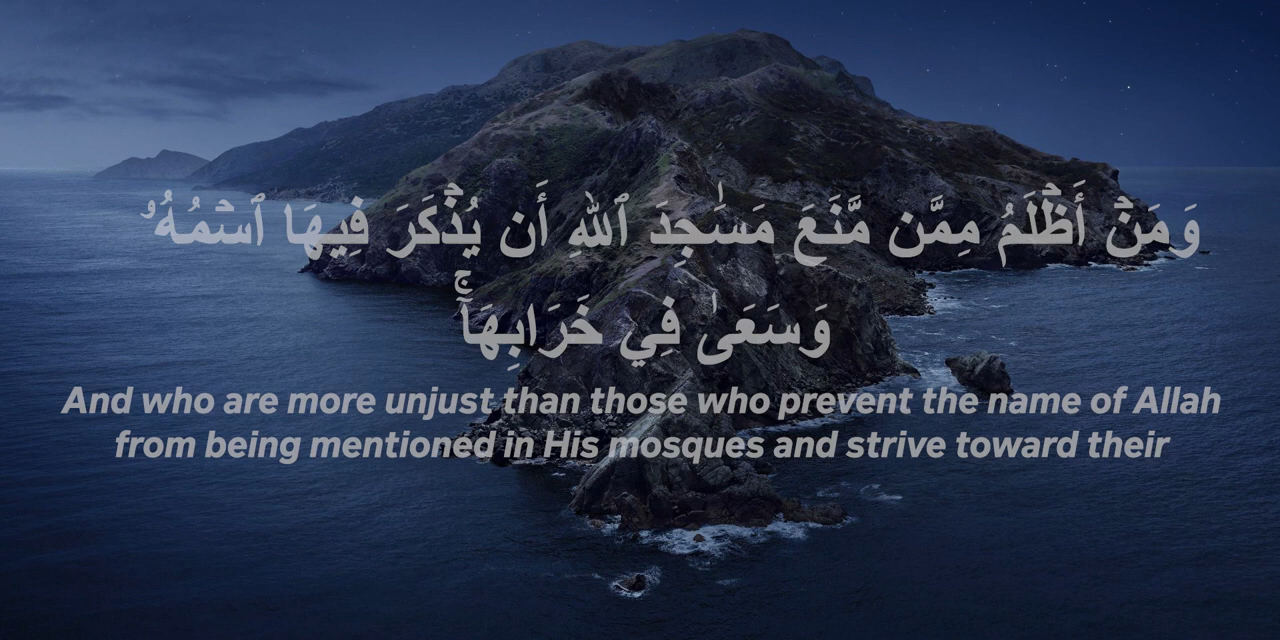 وَمَنۡ أَظۡلَمُ مِمَّن مَّنَعَ مَسَٰجِدَ ٱللَّهِ أَن يُذۡكَرَ فِيهَا ٱسۡمُهُۥ
وَسَعَىٰ فِي خَرَابِهَآۚ
And who are more unjust than those who prevent the name of Allah
from being mentioned in His mosques and strive toward their